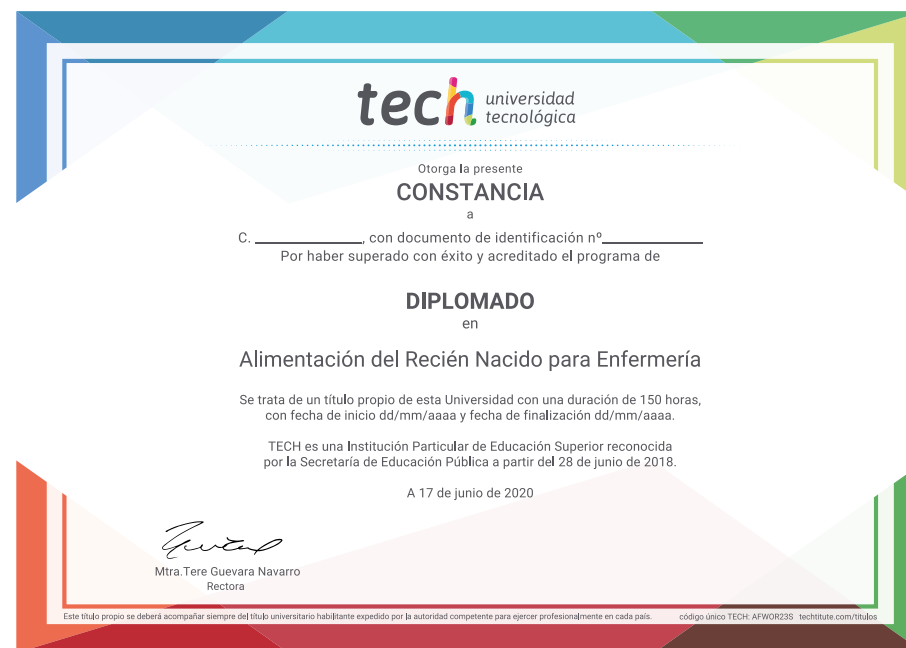 tech universidad
tecnológica
Otorga la presente
CONSTANCIA
a
C. ____________, con documento de identificación nº____________
Por haber superado con éxito y acreditado el programa de
DIPLOMADO
en
Alimentación del Recién Nacido para Enfermería
Se trata de un título propio de esta Universidad con una duración de 150 horas,
con fecha de inicio dd/mm/aaaa y fecha de finalización dd/mm/aaaa.
TECH es una Institución Particular de Educación Superior reconocida
por la Secretaría de Educación Pública a partir del 28 de junio de 2018.
A 17 de junio de 2020
Mtra.Tere Guevara Navarro
Rectora
Este título propio se deberá acompañar siempre del título universitario habilitante expedido por la autoridad competente para ejercer profesionalmente en cada país. código único TECH: AFWOR23S techtitute.com/titulos